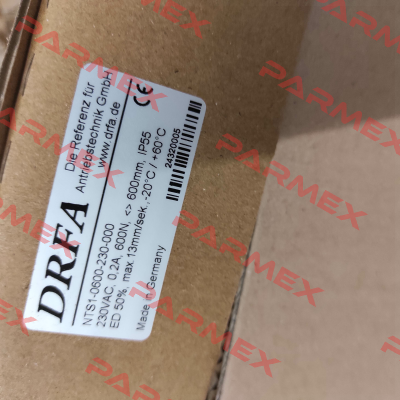 DRFA
Die Referenz für
Antriebstechnik GmbH
www.drfa.de
CE
NTS1-0600-230-000
230VAC, 0,2A, 600N, <> 600mm, IP55
ED 50%, max 13mm/sek, -20°C / +60°C
Made in Germany
24320005
PARMEX
PARMEX
PARMEX
PARMEX
PARMEX